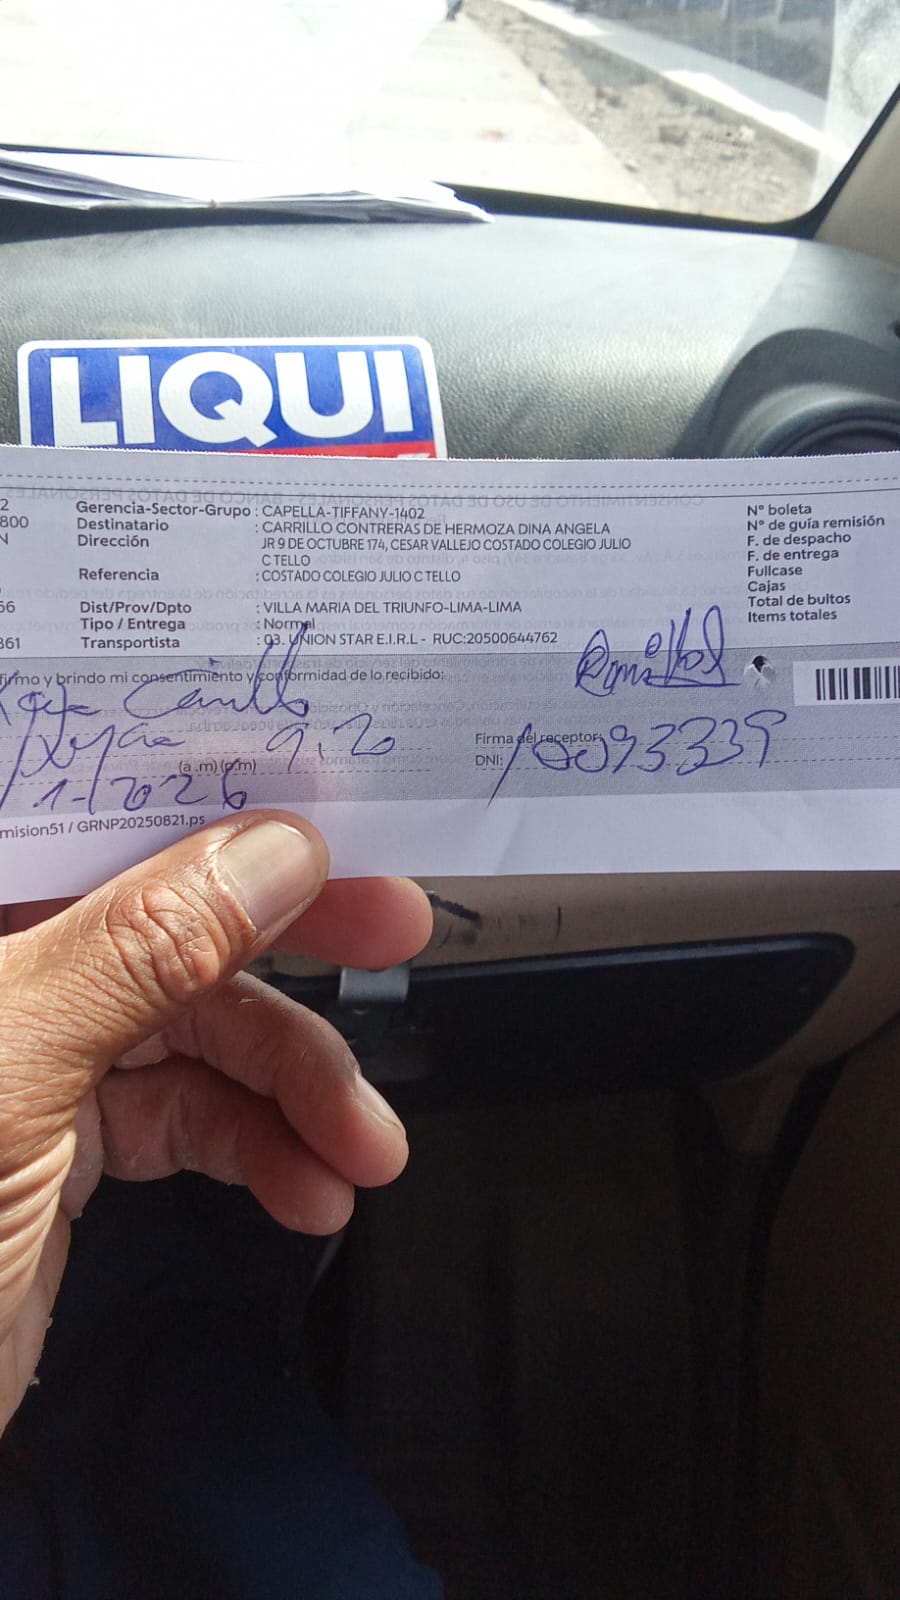 LIQUI
2
800
N
56
861
Gerencia-Sector-Grupo : CAPELLA-TIFFANY-1402
Destinatario : CARRILLO CONTRERAS DE HERMOZA DINA ANGELA
Dirección JR 9 DE OCTUBRE 174, CESAR VALLEJO COSTADO COLEGIO JULIO
C TELLO
Referencia : COSTADO COLEGIO JULIO C TELLO
Dist/Prov/Dpto : VILLA MARIA DEL TRIUNFO-LIMA-LIMA
Tipo / Entrega : Normal
Transportista : 03. UNION STAR E.I.R.L - RUC:20500644762
N° boleta
N° de guía remisión
F. de despacho
F. de entrega
Fullcase
Cajas
Total de bultos
Items totales
firmo y brindo mi consentimiento y conformidad de lo recibido:
9:20
(a .m) (p.m)
/1-/2026
Firma del receptor:
DNI: 10093339
mision51 / GRNP20250821.ps